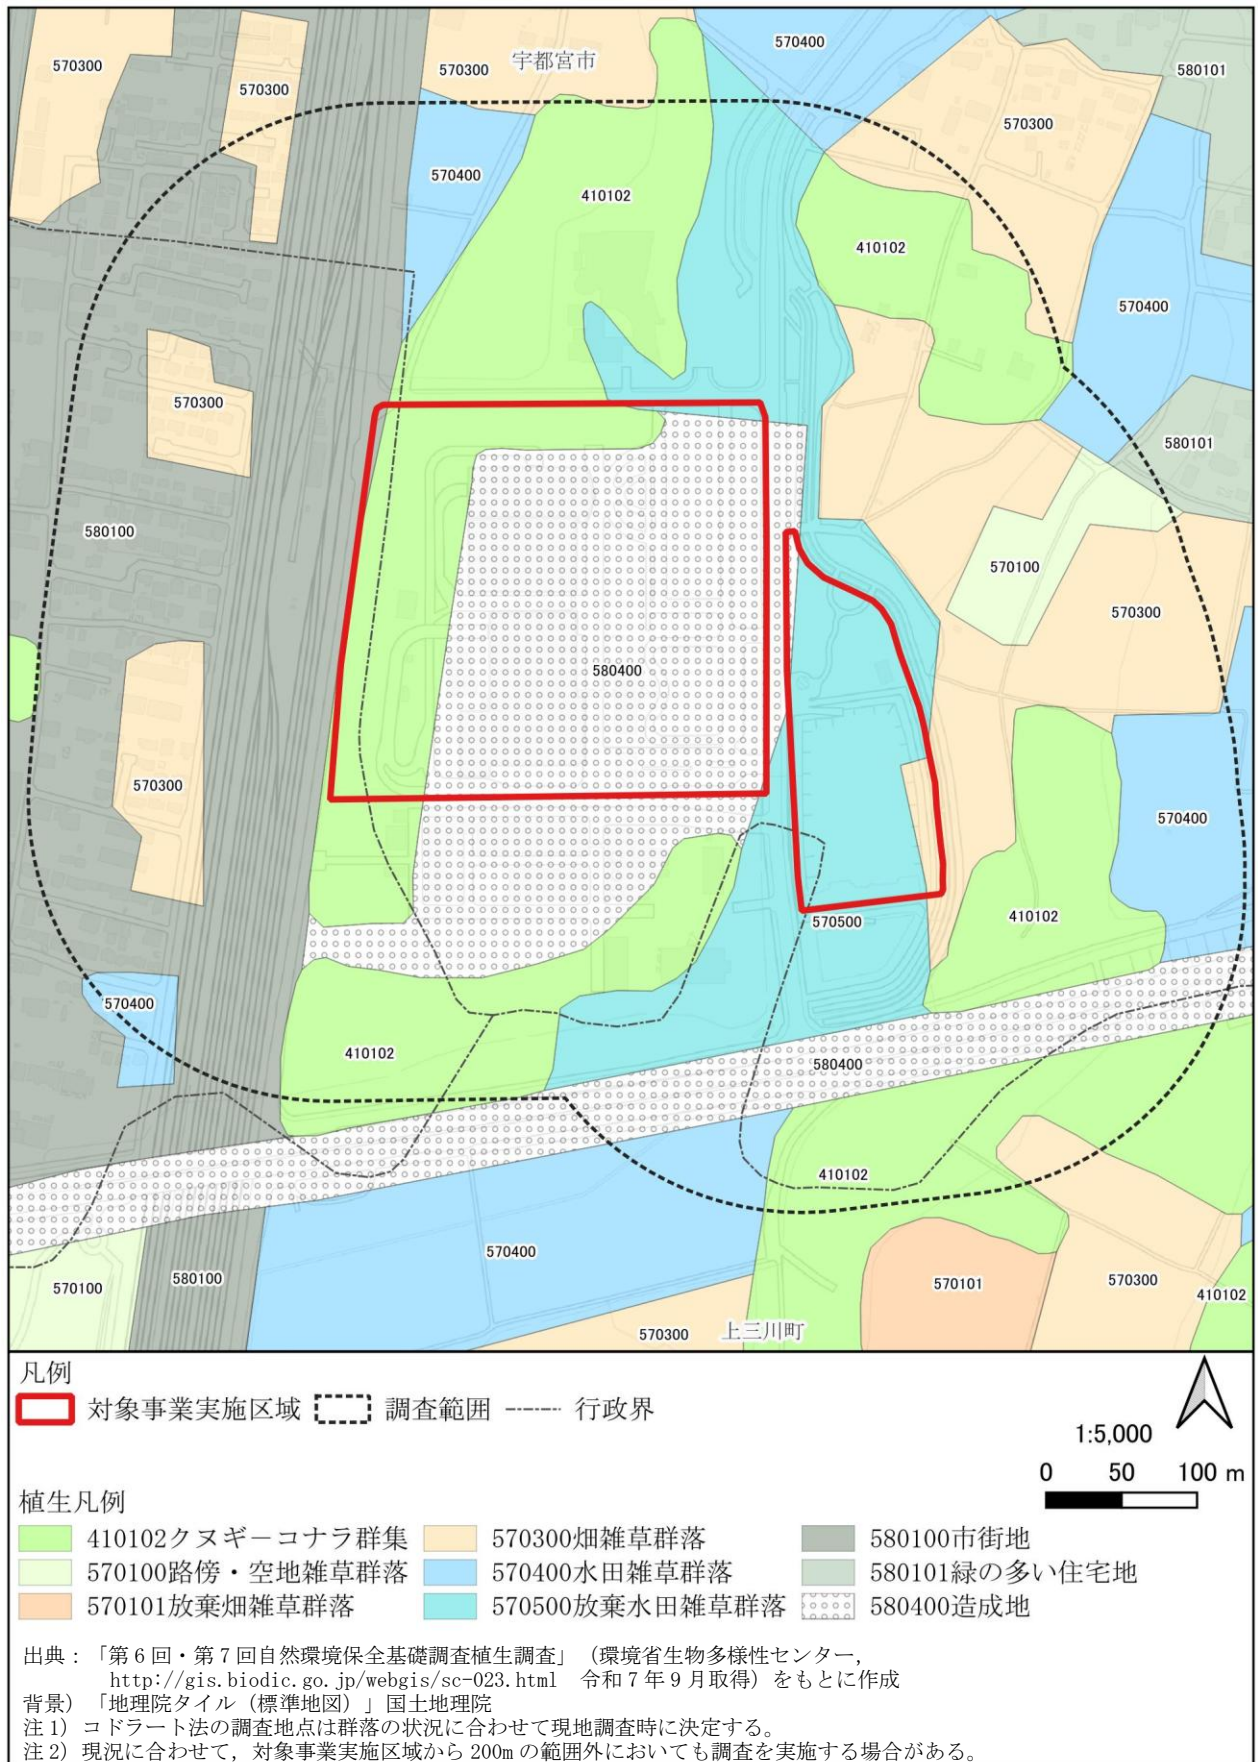 570300
570300
570300
宇都宮市
570400
580101
570300
570400
410102
410102
570400
570300
580101
580100
570100
570300
580400
570300
570400
410102
570500
570400
410102
580400
410102
570400
570100
580100
570101
570300
410102
570300
上三川町
凡例
対象事業実施区域 調査範囲 行政界
1:5,000
0 50 100 m
植生凡例
410102クヌギーコナラ群集 570300畑雑草群落 580100市街地
570100路傍・空地雑草群落 570400水田雑草群落 580101緑の多い住宅地
570101放棄畑雑草群落 570500放棄水田雑草群落 580400造成地
出典：「第6回・第7回自然環境保全基礎調査植生調査」（環境省生物多様性センター，
http://gis.biodic.go.jp/webgis/sc-023.html 令和7年9月取得）をもとに作成
背景）「地理院タイル（標準地図）」国土地理院
注1）コドラート法の調査地点は群落の状況に合わせて現地調査時に決定する。
注2）現況に合わせて，対象事業実施区域から200mの範囲外においても調査を実施する場合がある。